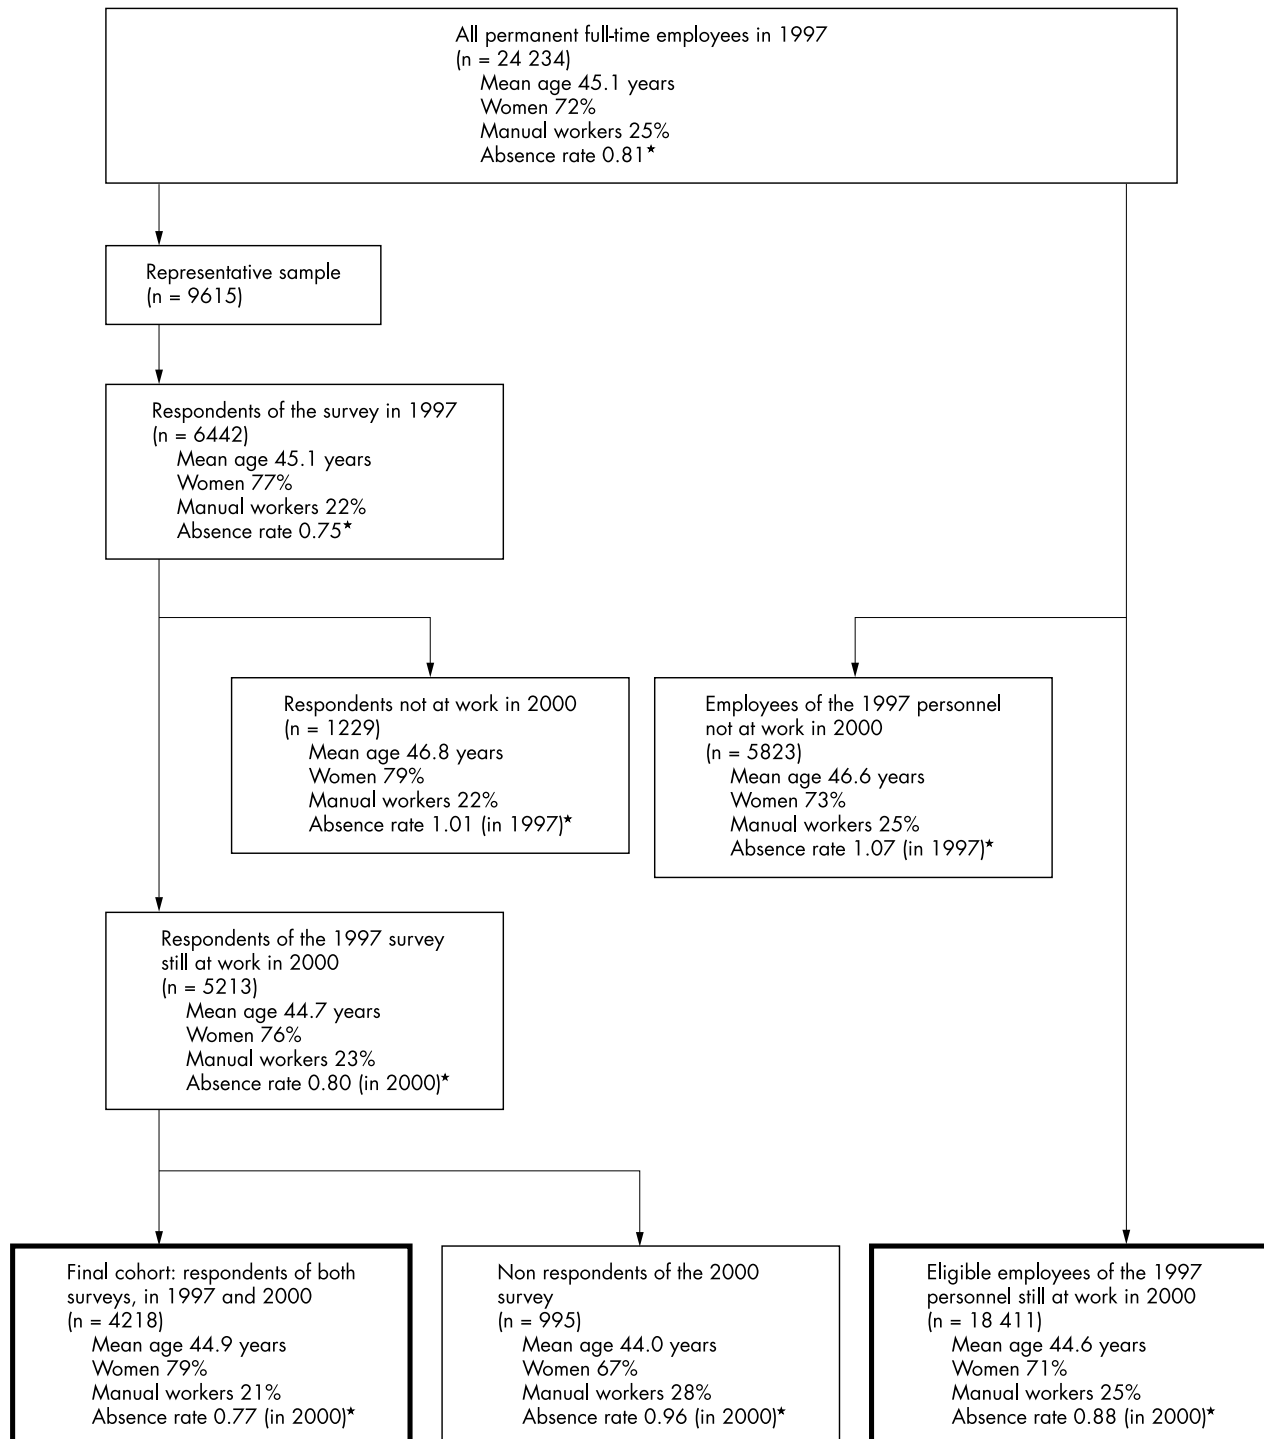 All permanent full-time employees in 1997
(n = 24 234)
Mean age 45.1 years
Women 72%
Manual workers 25%
Absence rate 0.81★
Representative sample
(n = 9615)
Respondents of the survey in 1997
(n = 6442)
Mean age 45.1 years
Women 77%
Manual workers 22%
Absence rate 0.75★
Respondents not at work in 2000
(n = 1229)
Mean age 46.8 years
Women 79%
Manual workers 22%
Absence rate 1.01 (in 1997)★
Employees of the 1997 personnel
not at work in 2000
(n = 5823)
Mean age 46.6 years
Women 73%
Manual workers 25%
Absence rate 1.07 (in 1997)★
Respondents of the 1997 survey
still at work in 2000
(n = 5213)
Mean age 44.7 years
Women 76%
Manual workers 23%
Absence rate 0.80 (in 2000)★
Final cohort: respondents of both
surveys, in 1997 and 2000
(n = 4218)
Mean age 44.9 years
Women 79%
Manual workers 21%
Absence rate 0.77 (in 2000)★
Non respondents of the 2000
survey
(n = 995)
Mean age 44.0 years
Women 67%
Manual workers 28%
Absence rate 0.96 (in 2000)★
Eligible employees of the 1997
personnel still at work in 2000
(n = 18 411)
Mean age 44.6 years
Women 71%
Manual workers 25%
Absence rate 0.88 (in 2000)★